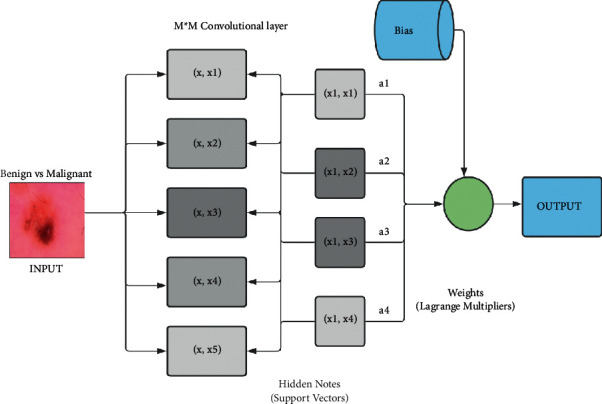 M*M Convolutional layer
Bias
(x, x1)
(x1, x1)
a1
(x, x2)
(x1, x2)
a2
Benign vs Malignant
(x, x3)
(x1, x3)
a3
OUTPUT
INPUT
(x, x4)
(x1, x4)
a4
Weights
(Lagrange Multipliers)
(x, x5)
Hidden Notes
(Support Vectors)